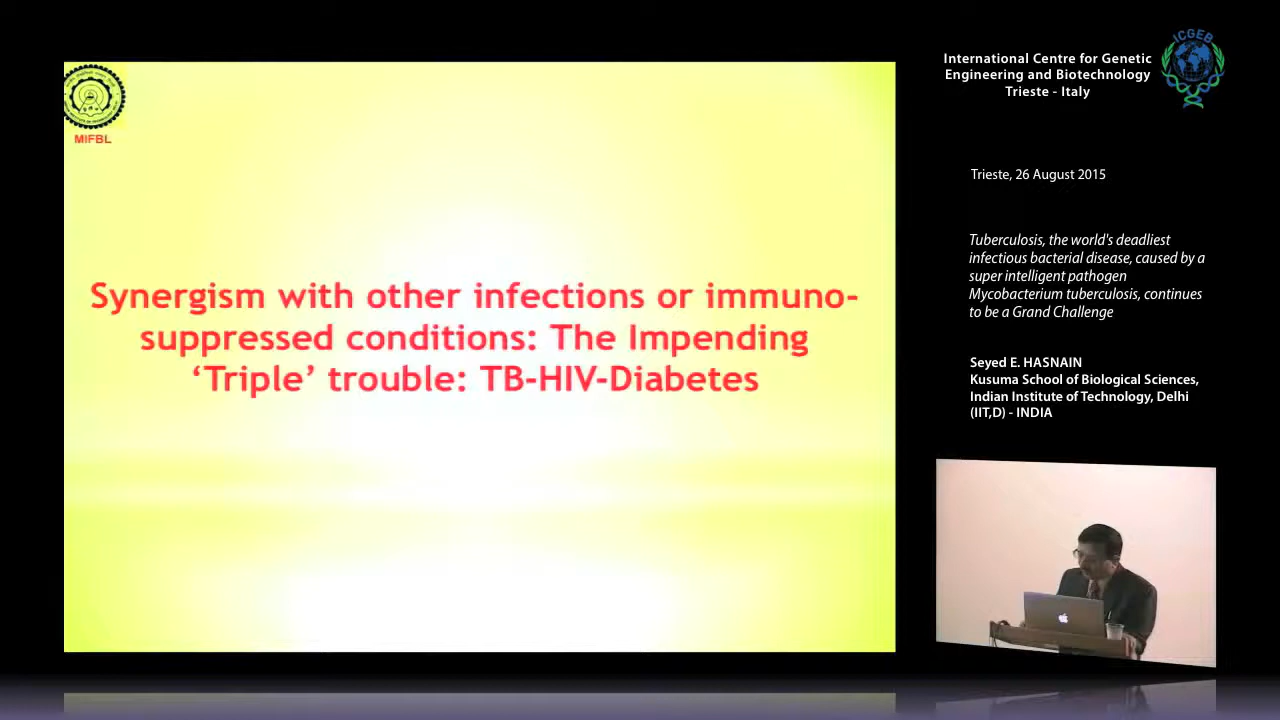 MIFBL
Synergism with other infections or immuno-
suppressed conditions: The Impending
‘Triple’ trouble: TB-HIV-Diabetes
International Centre for Genetic
Engineering and Biotechnology
Trieste - Italy
ICGEB
Trieste, 26 August 2015
Tuberculosis, the world's deadliest
infectious bacterial disease, caused by a
super intelligent pathogen
Mycobacterium tuberculosis, continues
to be a Grand Challenge
Seyed E. HASNAIN
Kusuma School of Biological Sciences,
Indian Institute of Technology, Delhi
(IIT,D) - INDIA